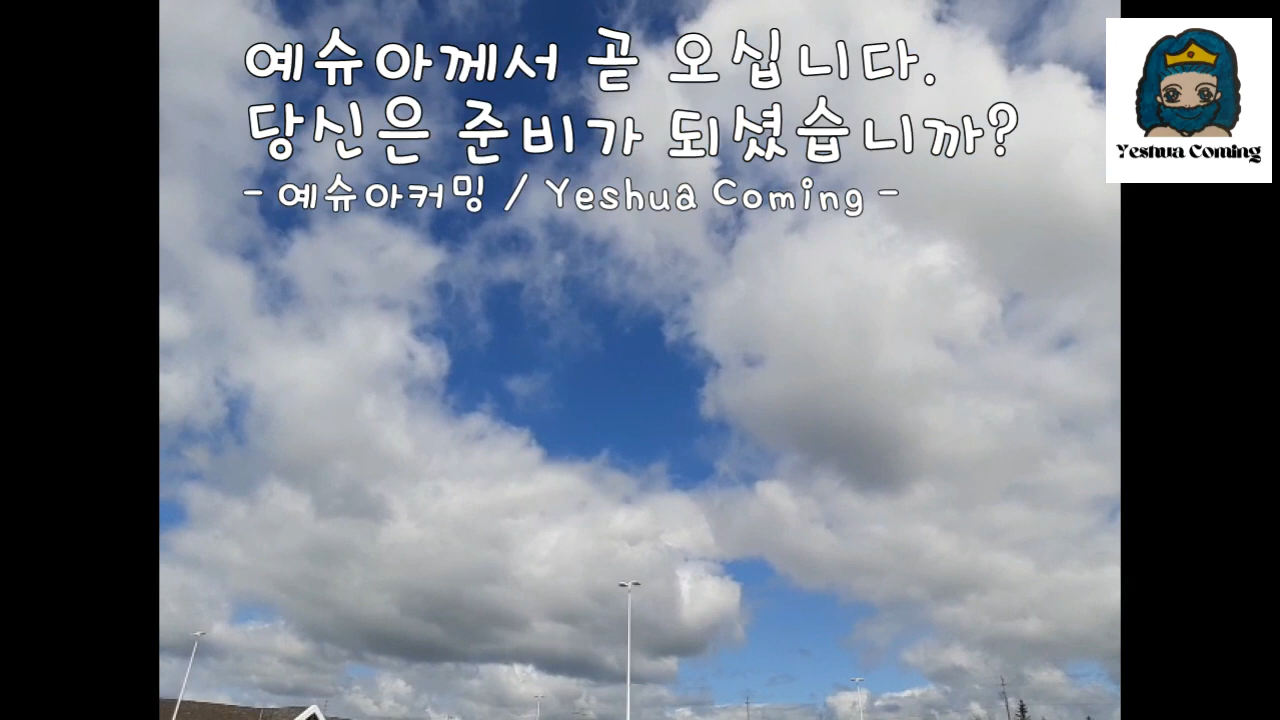 예슈아께서 곧 오십니다.
당신은 준비가 되셨습니까?
- 예슈아커밍 / Yeshua Coming -
Yeshua Coming